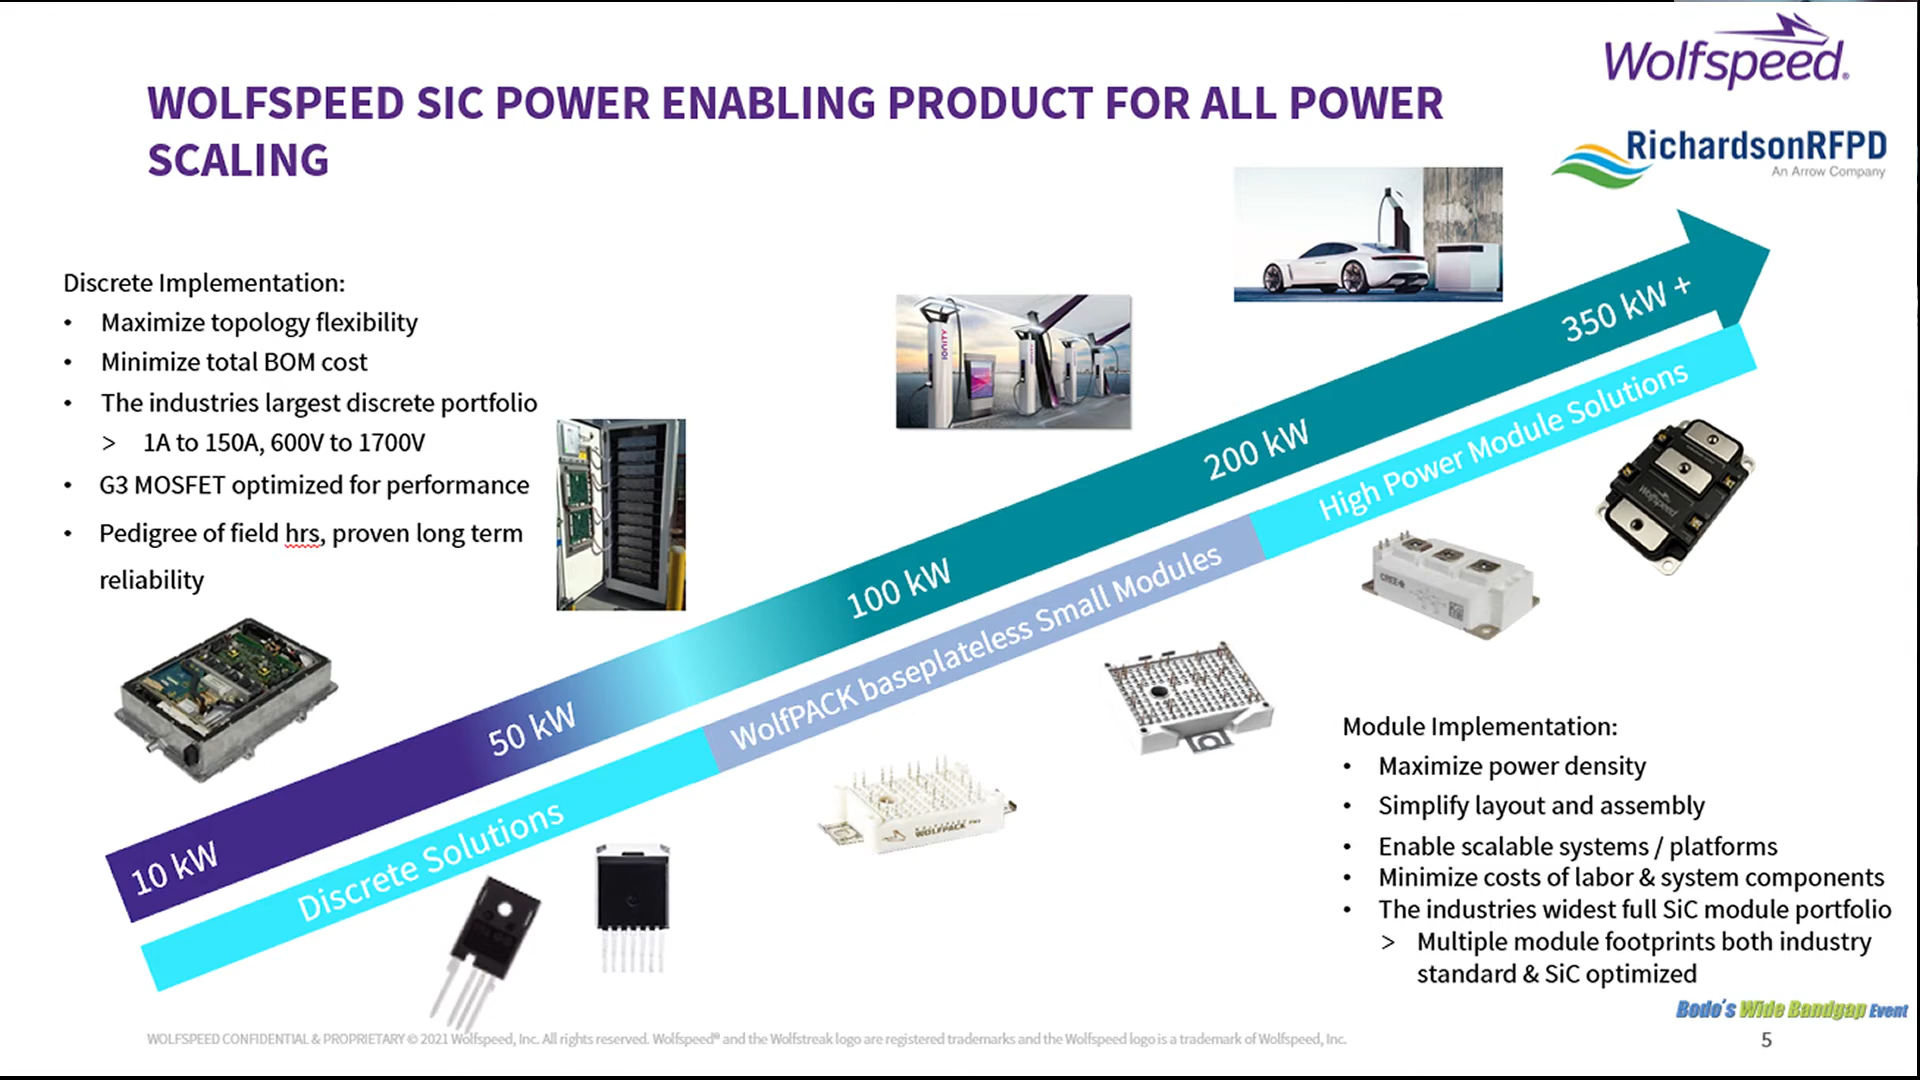 Wolfspeed®
WOLFSPEED SIC POWER ENABLING PRODUCT FOR ALL POWER
SCALING
RichardsonRFPD
An Arrow Company
Discrete Implementation:
• Maximize topology flexibility
• Minimize total BOM cost
• The industries largest discrete portfolio
> 1A to 150A, 600V to 1700V
• G3 MOSFET optimized for performance
• Pedigree of field hrs, proven long term
reliability
IONITY
10 kW
50 kW
100 kW
200 kW
350 kW +
Discrete Solutions
WolfPACK baseplateless Small Modules
High Power Module Solutions
Wolfspeed
CREE
WOLFPACK
Module Implementation:
• Maximize power density
• Simplify layout and assembly
• Enable scalable systems / platforms
• Minimize costs of labor & system components
• The industries widest full SiC module portfolio
> Multiple module footprints both industry
standard & SiC optimized
Bodo's Wide Bandgap Event
WOLFSPEED CONFIDENTIAL & PROPRIETARY © 2021 Wolfspeed, Inc. All rights reserved. Wolfspeed® and the Wolfstreak logo are registered trademarks and the Wolfspeed logo is a trademark of Wolfspeed, Inc.
5